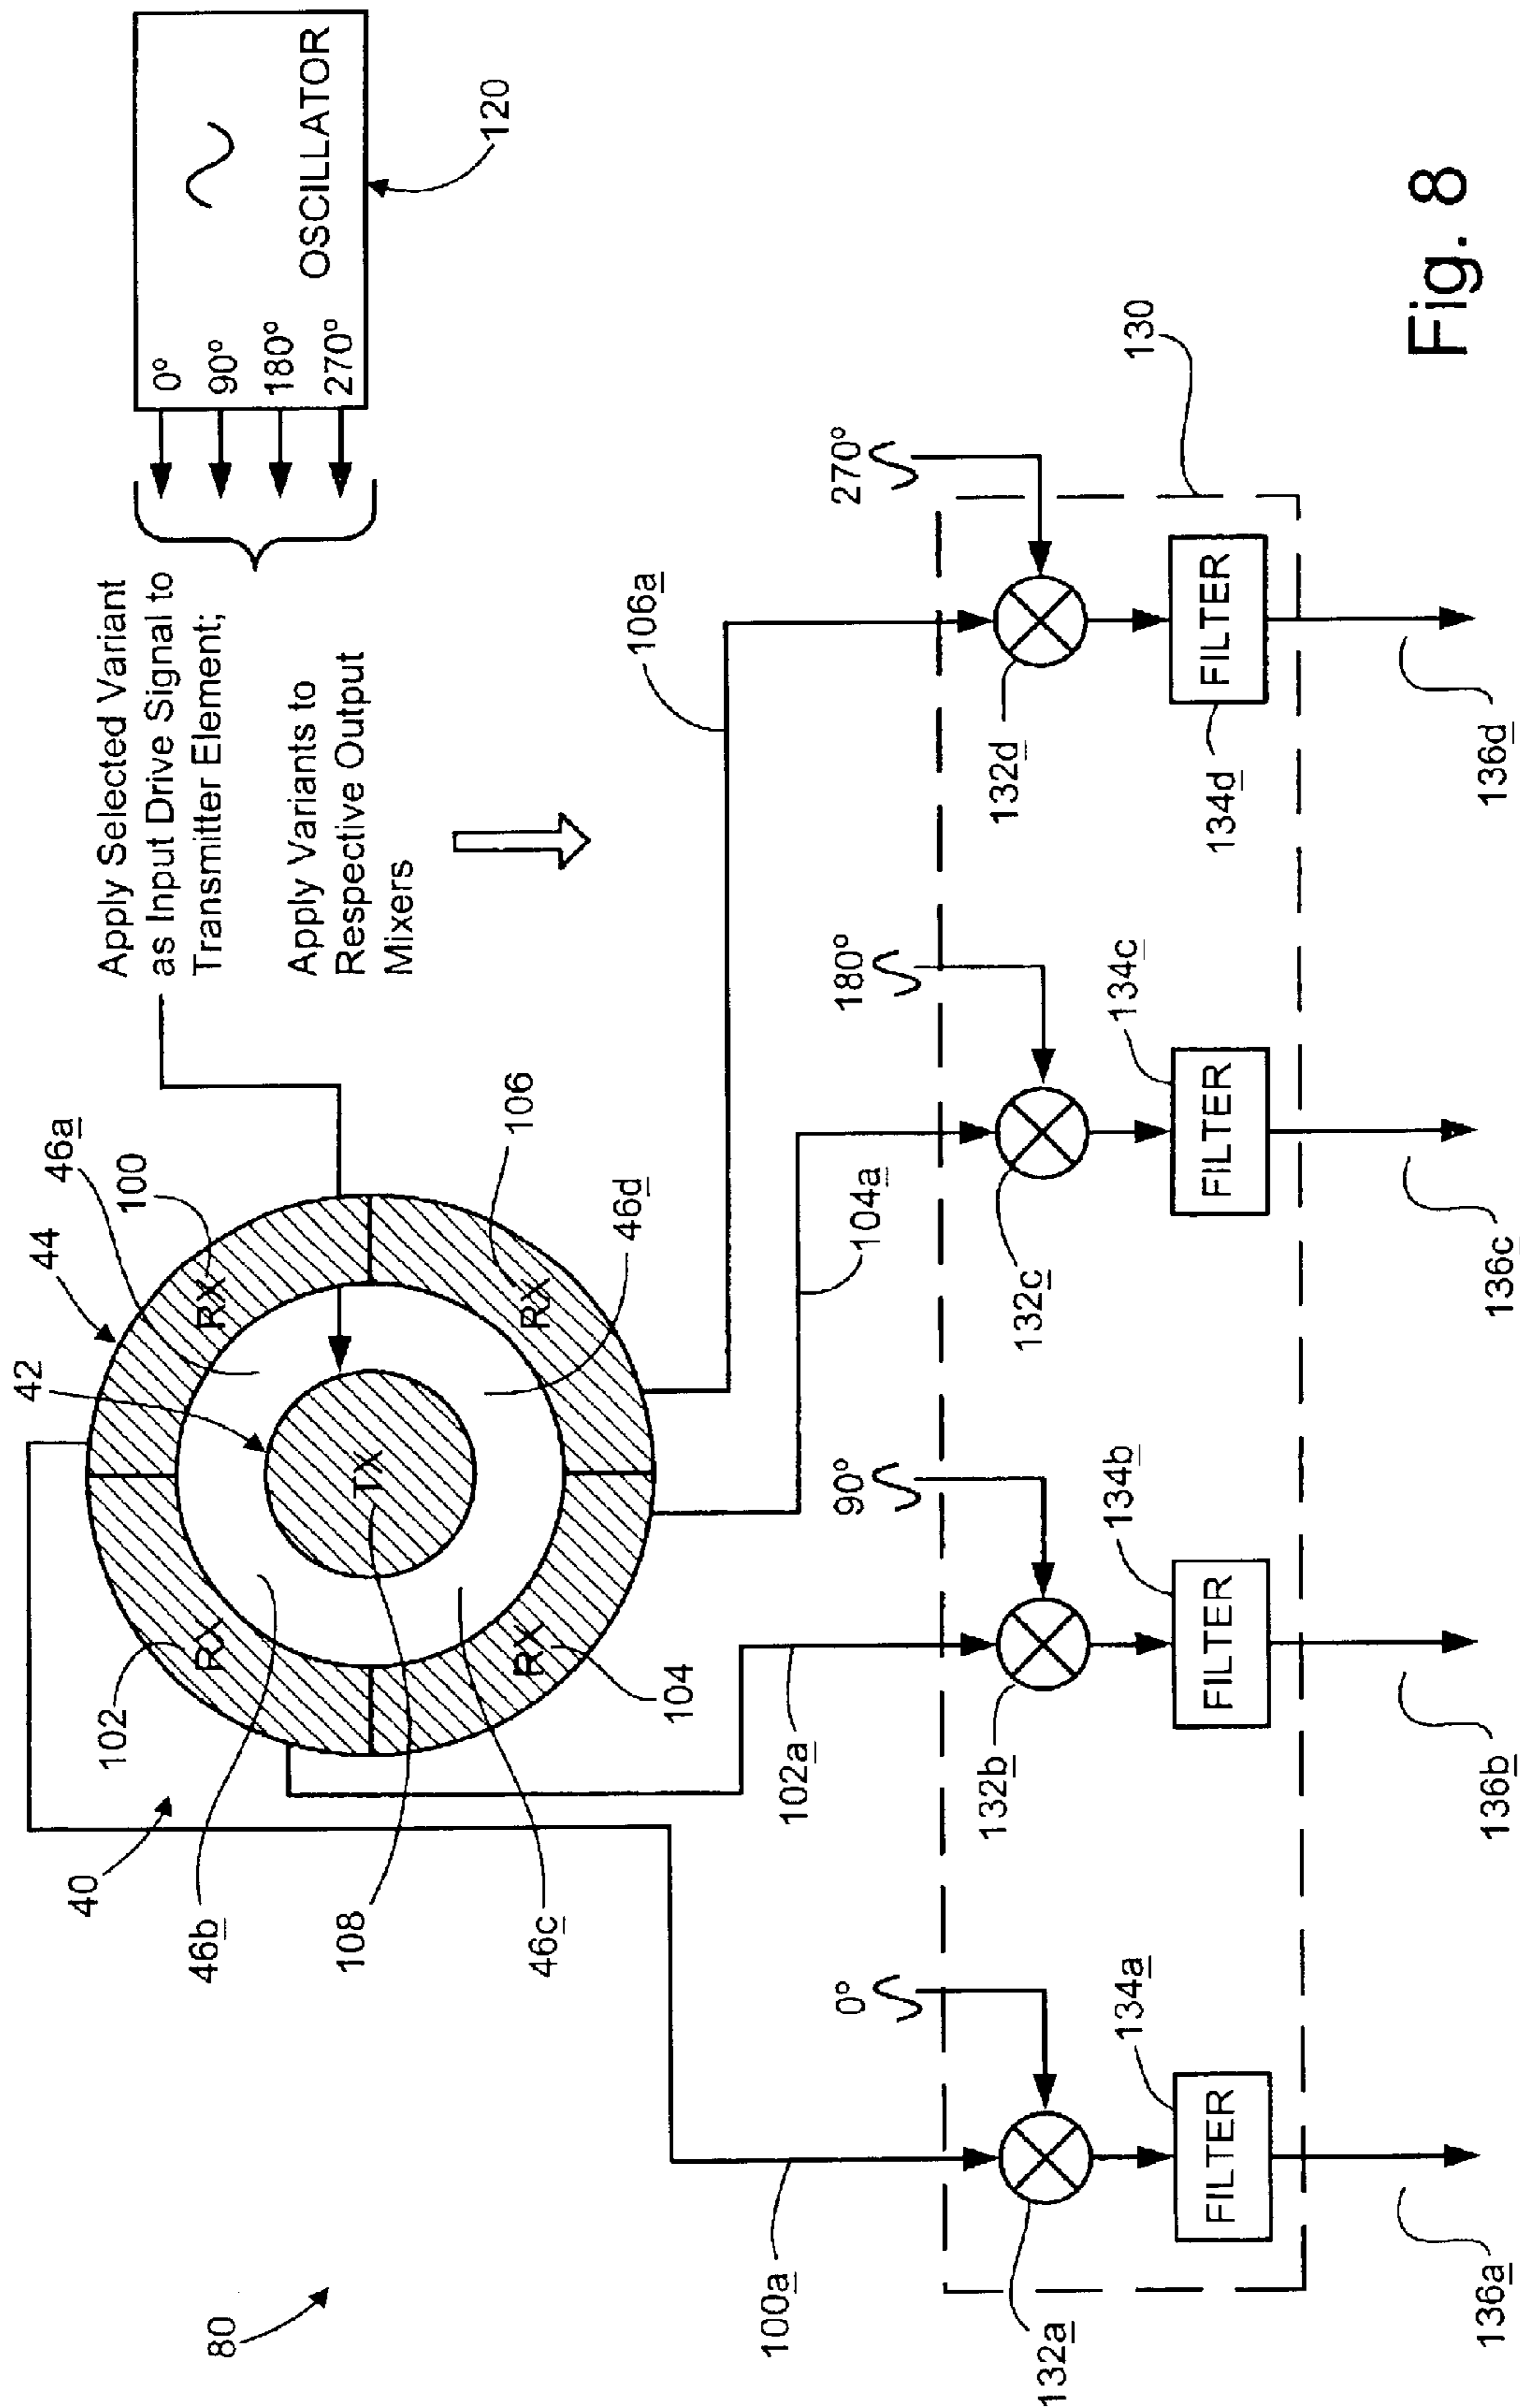 80
40
42
44
46a
100
102
RX
RX
46b
TX
108
46c
RX
104
RX
106
46d
Apply Selected Variant
as Input Drive Signal to
Transmitter Element;
Apply Variants to
Respective Output
Mixers
0°
90°
180°
270°
OSCILLATOR
120
100a
102a
104a
106a
130
0°
90°
180°
270°
132a
132b
132c
132d
134a
134b
134c
134d
FILTER
FILTER
FILTER
FILTER
136a
136b
136c
136d
Fig. 8